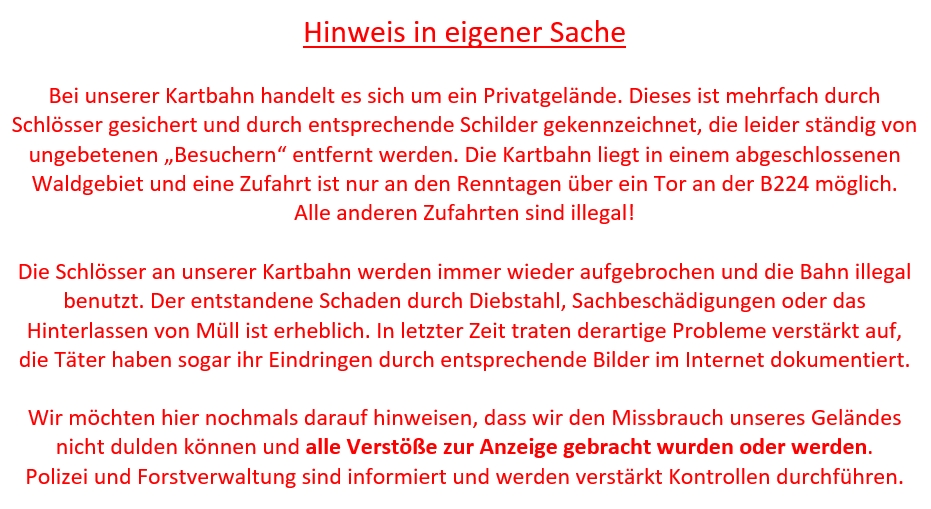 Hinweis in eigener Sache
Bei unserer Kartbahn handelt es sich um ein Privatgelände. Dieses ist mehrfach durch
Schlösser gesichert und durch entsprechende Schilder gekennzeichnet, die leider ständig von
ungebetenen „Besuchern“ entfernt werden. Die Kartbahn liegt in einem abgeschlossenen
Waldgebiet und eine Zufahrt ist nur an den Renntagen über ein Tor an der B224 möglich.
Alle anderen Zufahrten sind illegal!
Die Schlösser an unserer Kartbahn werden immer wieder aufgebrochen und die Bahn illegal
benutzt. Der entstandene Schaden durch Diebstahl, Sachbeschädigungen oder das
Hinterlassen von Müll ist erheblich. In letzter Zeit traten derartige Probleme verstärkt auf,
die Täter haben sogar ihr Eindringen durch entsprechende Bilder im Internet dokumentiert.
Wir möchten hier nochmals darauf hinweisen, dass wir den Missbrauch unseres Geländes
nicht dulden können und alle Verstöße zur Anzeige gebracht wurden oder werden.
Polizei und Forstverwaltung sind informiert und werden verstärkt Kontrollen durchführen.